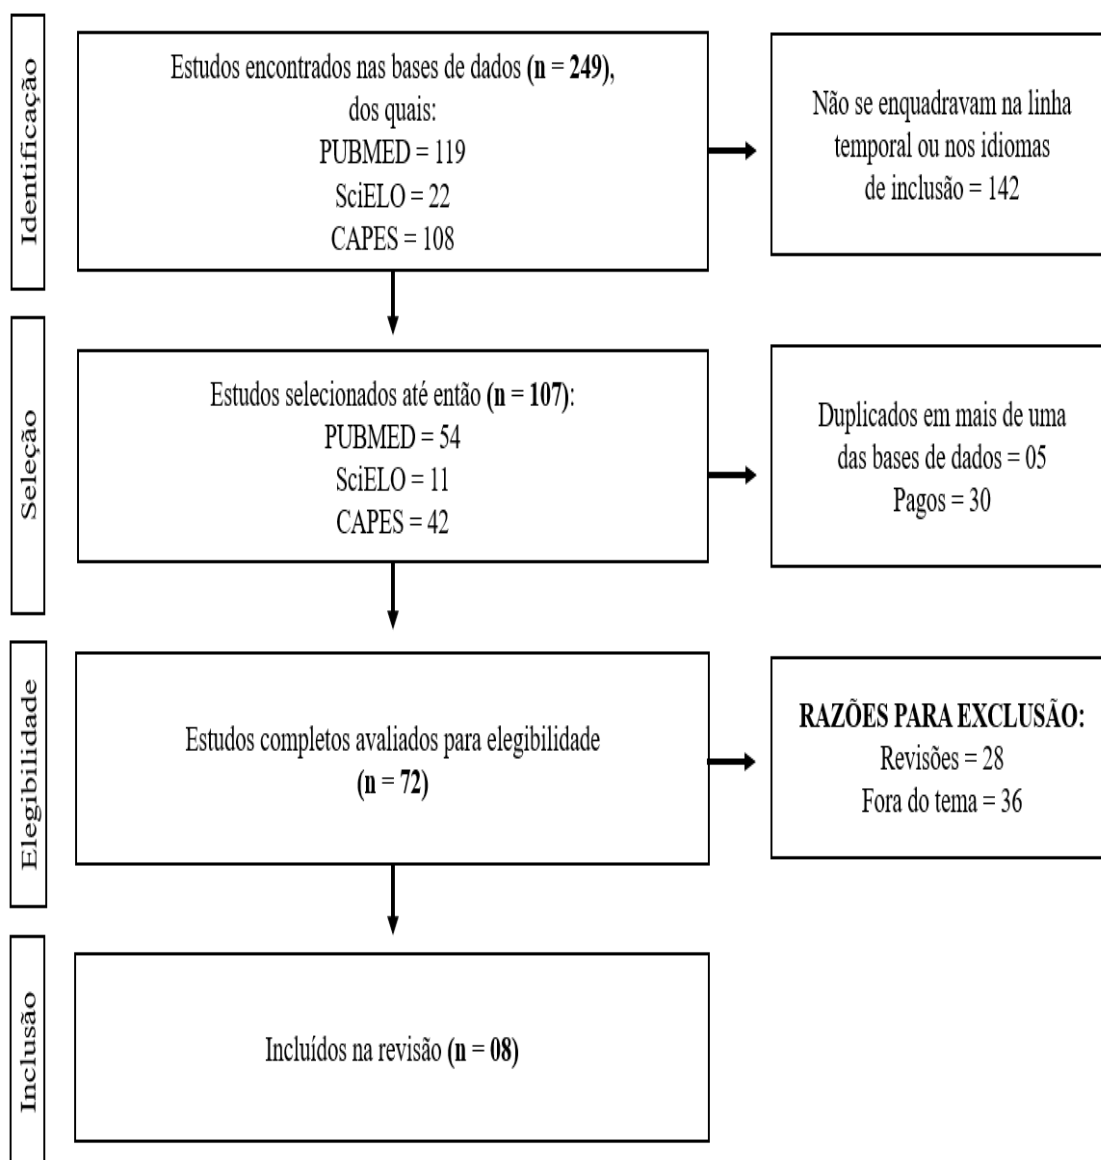 Identificação
Estudos encontrados nas bases de dados (n = 249),
dos quais:
PUBMED = 119
SciELO = 22
CAPES = 108
Não se enquadravam na linha
temporal ou nos idiomas
de inclusão = 142
Seleção
Estudos selecionados até então (n = 107):
PUBMED = 54
SciELO = 11
CAPES = 42
Duplicados em mais de uma
das bases de dados = 05
Pagos = 30
Elegibilidade
Estudos completos avaliados para elegibilidade
(n = 72)
RAZÕES PARA EXCLUSÃO:
Revisões = 28
Fora do tema = 36
Inclusão
Incluídos na revisão (n = 08)